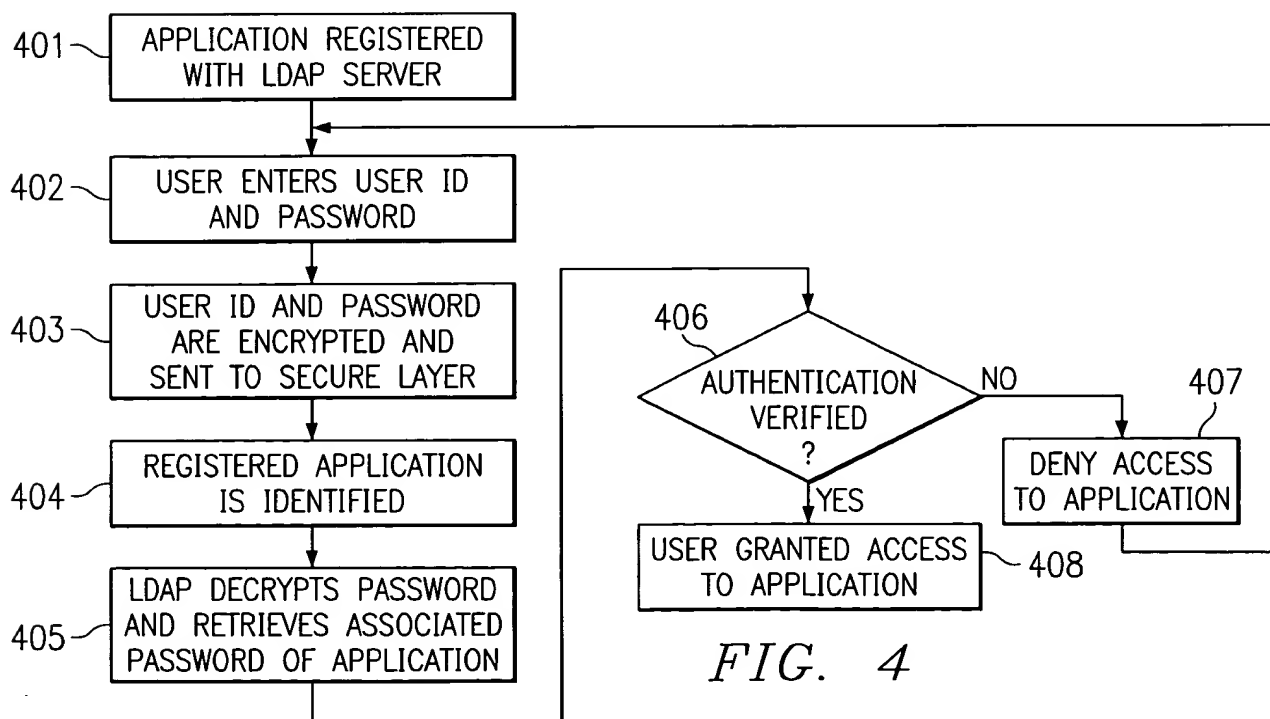 401
APPLICATION REGISTERED
WITH LDAP SERVER
402
USER ENTERS USER ID
AND PASSWORD
403
USER ID AND PASSWORD
ARE ENCRYPTED AND
SENT TO SECURE LAYER
404
REGISTERED APPLICATION
IS IDENTIFIED
405
LDAP DECRYPTS PASSWORD
AND RETRIEVES ASSOCIATED
PASSWORD OF APPLICATION
406
AUTHENTICATION
VERIFIED
?
NO
YES
407
DENY ACCESS
TO APPLICATION
USER GRANTED ACCESS
TO APPLICATION
408
FIG. 4